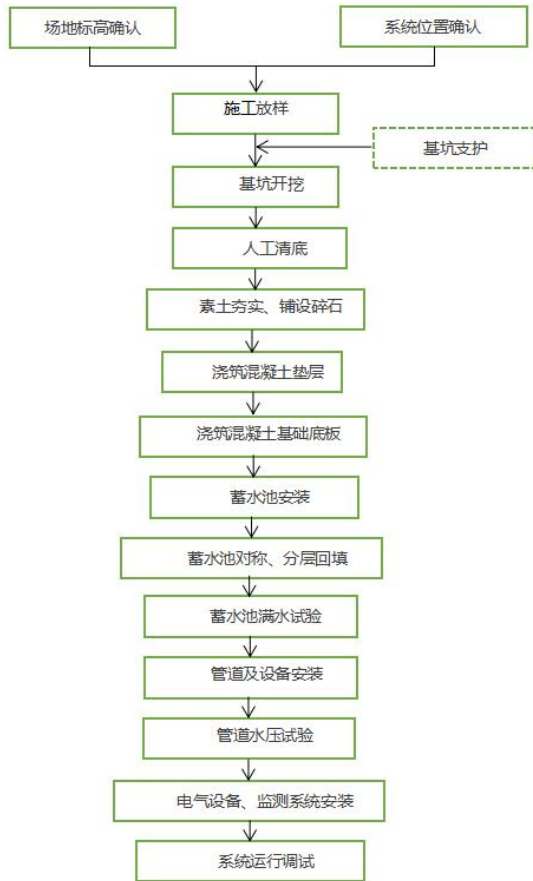 场地标高确认
系统位置确认
施工放样
基坑支护
基坑开挖
人工清底
素土夯实、铺设碎石
浇筑混凝土垫层
浇筑混凝土基础底板
蓄水池安装
蓄水池对称、分层回填
蓄水池满水试验
管道及设备安装
管道水压试验
电气设备、监测系统安装
系统运行调试